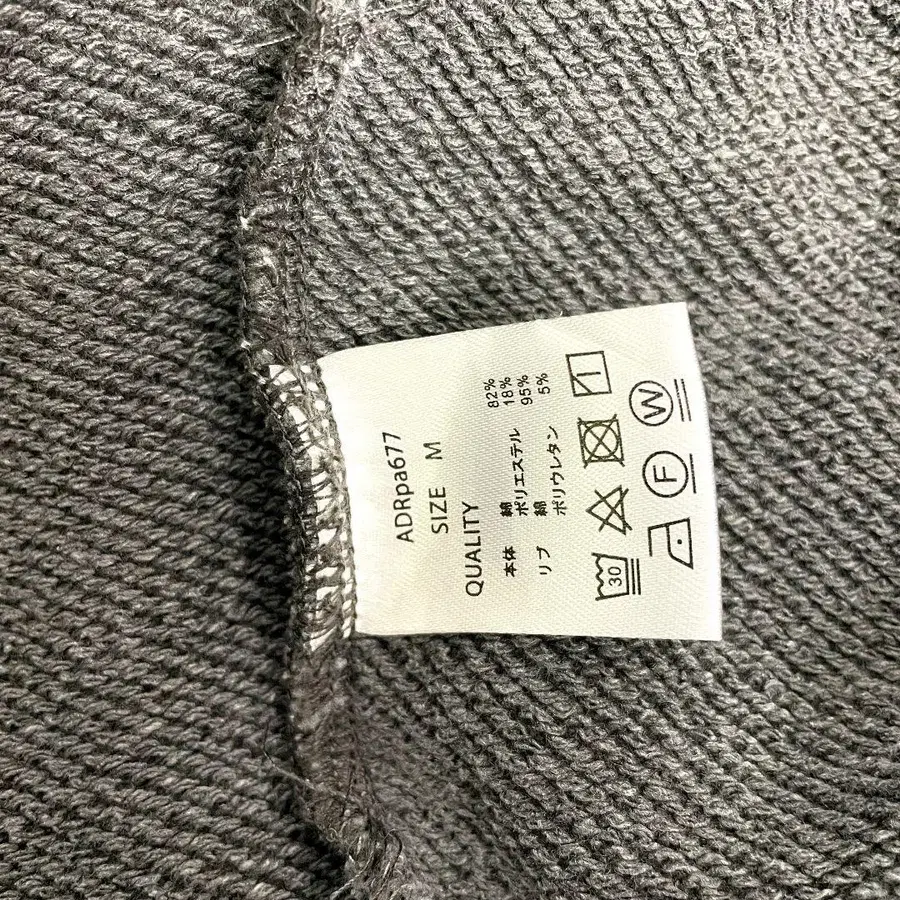 ADRpa677
SIZE M
QUALITY
本体 綿 82%
ポリエステル 18%
リブ 綿 95%
ポリウレタン 5%
30
F W